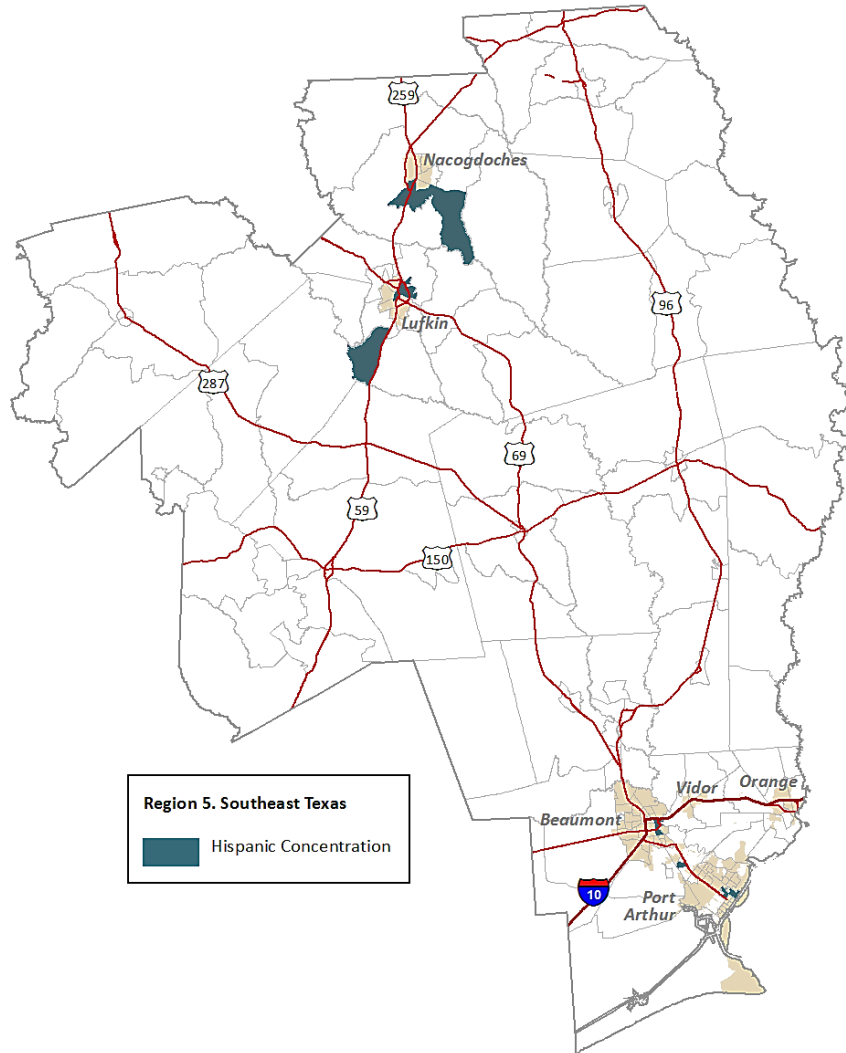 259
Nacogdoches
96
Lufkin
287
69
59
150
Orange
Vidor
Beaumont
Region 5. Southeast Texas
Hispanic Concentration
10
Port
Arthur